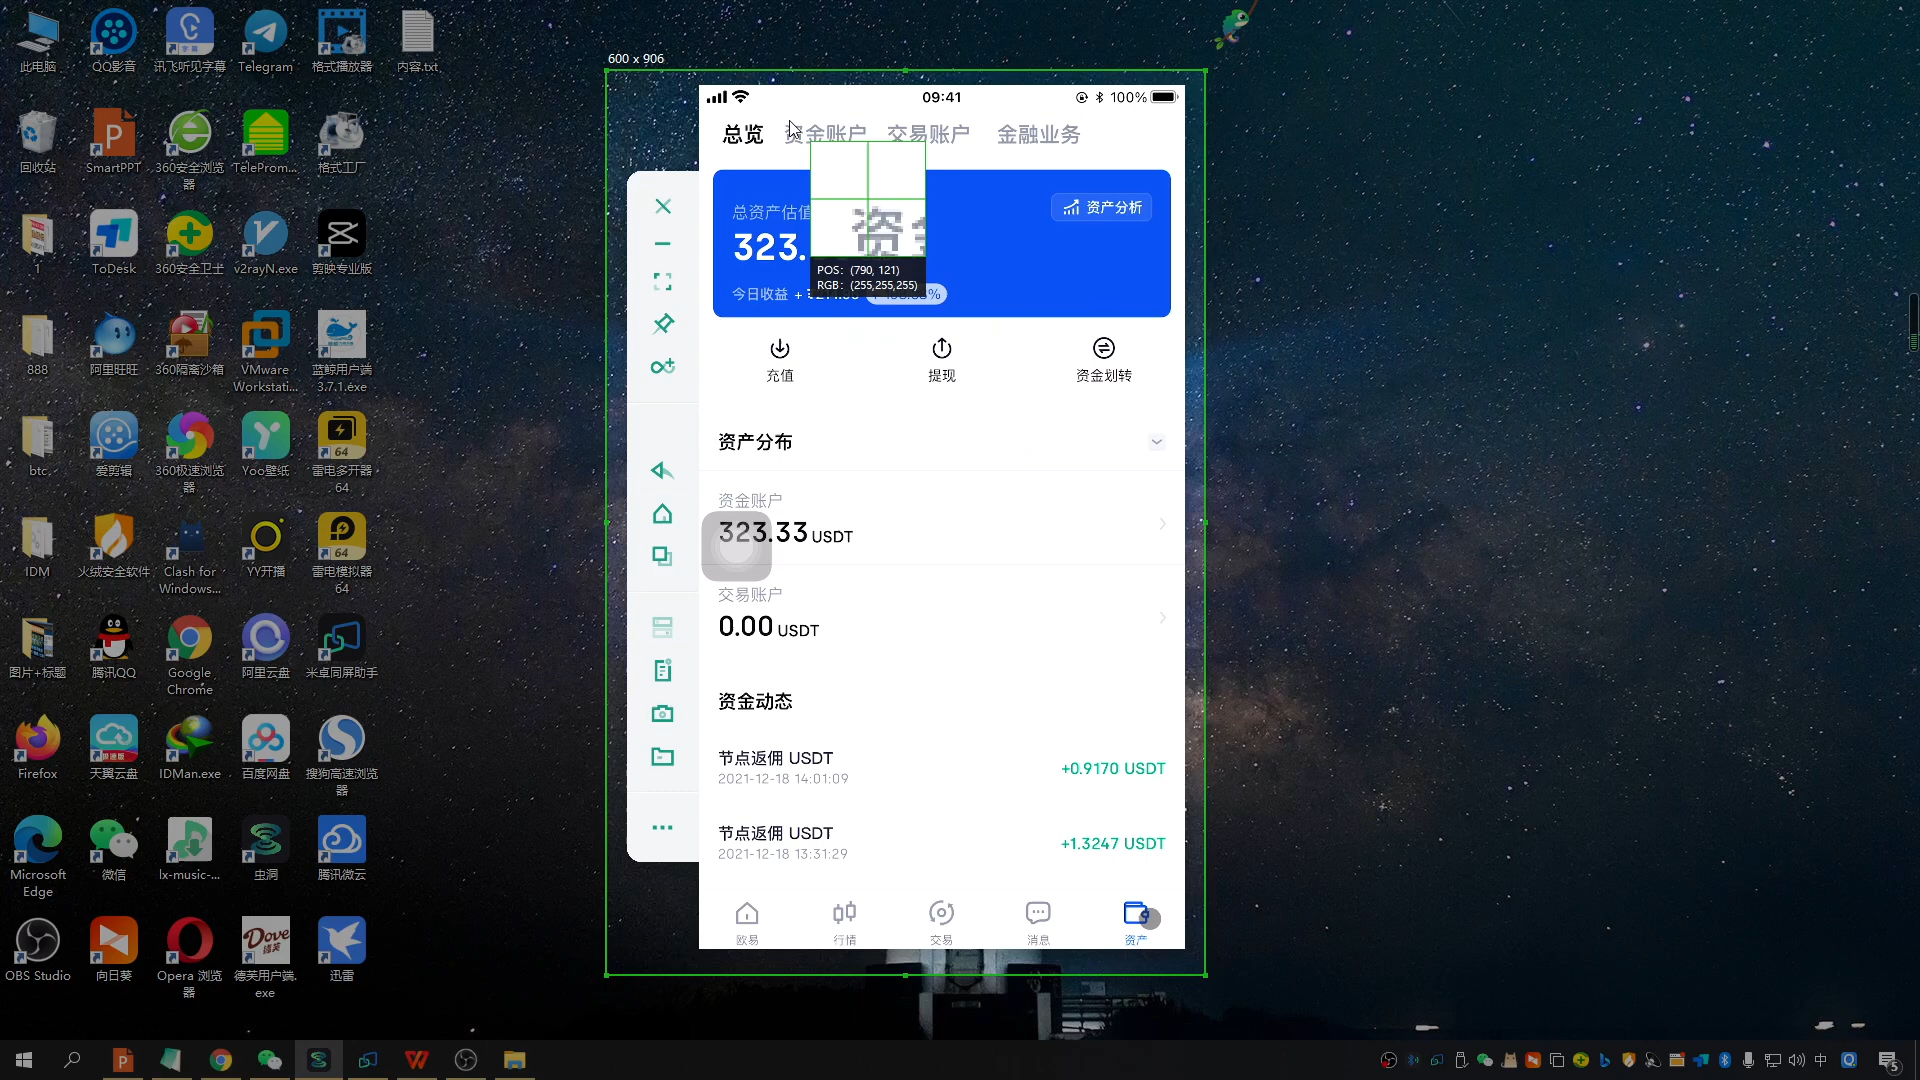 此电脑
QQ影音
讯飞听见字幕
Telegram
格式播放器
内容.txt
回收站
SmartPPT
360安全浏览器
TeleProm...
格式工厂
1
ToDesk
360安全卫士
v2rayN.exe
剪映专业版
888
阿里旺旺
360隔离沙箱
VMware Workstati...
蓝鲸用户端3.7.1.exe
btc
爱剪辑
360极速浏览器
Yoo壁纸
雷电多开器64
IDM
火绒安全软件
Clash for Windows...
YY开播
雷电模拟器64
图片+标题
腾讯QQ
Google Chrome
阿里云盘
米卓同屏助手
Firefox
天翼云盘
IDMan.exe
百度网盘
搜狗高速浏览器
Microsoft Edge
微信
lx-music-...
虫洞
腾讯微云
OBS Studio
向日葵
Opera 浏览器
德芙用户端.exe
迅雷
600 x 906
09:41
100%
总览 资金账户 交易账户 金融业务
总资产估值
资产分析
323.
资
POS: (790, 121)
RGB: (255,255,255)
今日收益 +
充值
提现
资金划转
资产分布
资金账户
323.33 USDT
交易账户
0.00 USDT
资金动态
节点返佣 USDT
+0.9170 USDT
2021-12-18 14:01:09
节点返佣 USDT
+1.3247 USDT
2021-12-18 13:31:29
欧易
行情
交易
消息
资产
中
5